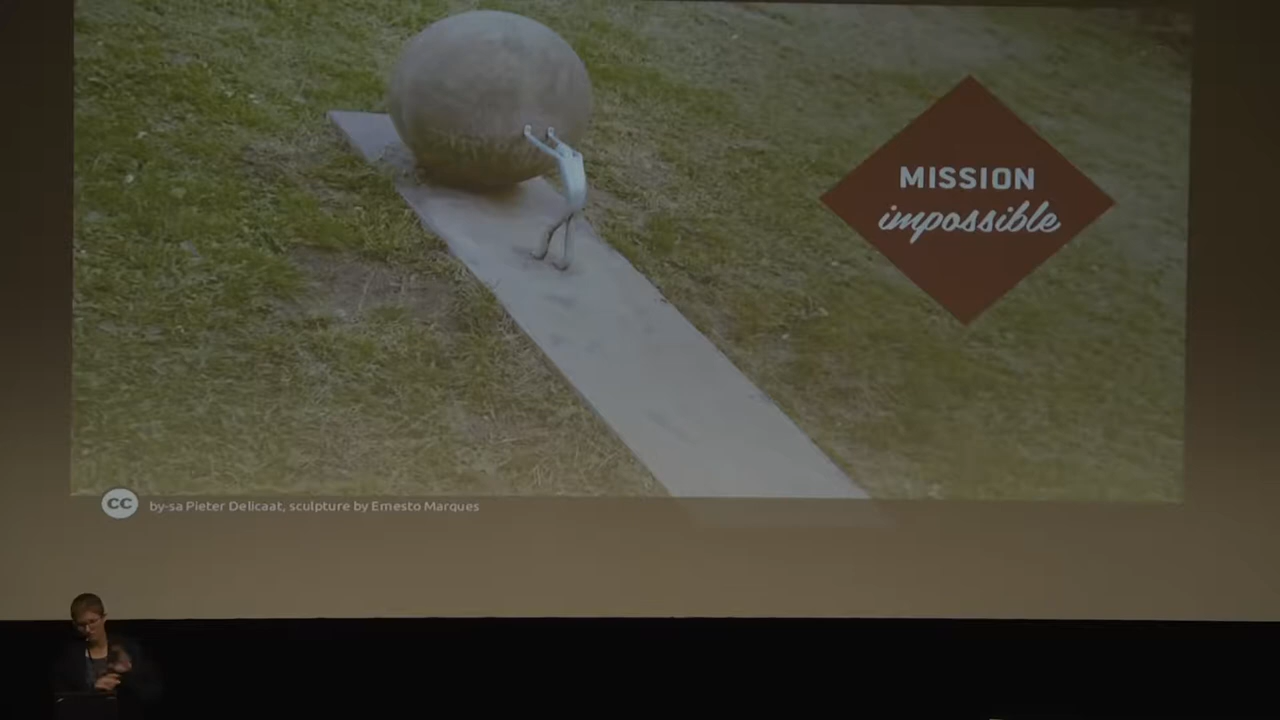 MISSION
impossible
CC
by-sa Pieter Delicaat, sculpture by Ernesto Marques